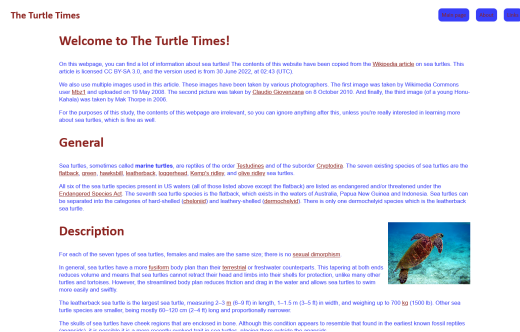 The Turtle Times
Welcome to The Turtle Times!
On this webpage, you can find a lot of information about sea turtles! The contents of this website have been copied from the Wikipedia article on sea turtles. This
article is licensed CC BY-SA 3.0, and the version used is from 30 June 2022, at 02:43 (UTC).
We also use multiple images used in this article. These images have been taken by various photographers. The first image was taken by Wikimedia Commons
user Mbz1 and uploaded on 19 May 2008. The second picture was taken by Claudio Giovenzana on 6 October 2010. And finally, the third image (of a young Honu-
Kahiala) was taken by Mak Thorpe in 2006.
For the purposes of this study, the contents of this webpage are irrelevant, so you can ignore anything after this, unless you're really interested in learning more
about sea turtles, which is fine as well.
General
Sea turtles, sometimes called marine turtles, are reptiles of the order Testudines and of the suborder Cryptodira. The seven existing species of sea turtles are the
flatback, green, hawksbill, leatherback, loggerhead, Kemp's ridley, and olive ridley sea turtles.
All six of the sea turtle species present in US waters (all of those listed above except the flatback) are listed as endangered and/or threatened under the
Endangered Species Act. The seventh sea turtle species is the flatback, which exists in the waters of Australia, Papua New Guinea and Indonesia. Sea turtles can
be separated into the categories of hard-shelled (cheloniid) and leathery-shelled (dermochelyid). There is only one dermochelyid species which is the leatherback
sea turtle.
Description
For each of the seven types of sea turtles, females and males are the same size; there is no sexual dimorphism.
In general, sea turtles have a more fusiform body plan than their terrestrial or freshwater counterparts. This tapering at both ends
reduces volume and means that sea turtles cannot retract their head and limbs into their shells for protection, unlike many other
turtles and tortoises. However, the streamlined body plan reduces friction and drag in the water and allows sea turtles to swim
more easily and swiftly.
The leatherback sea turtle is the largest sea turtle, measuring 2–3 m (6–9 ft) in length, 1–1.5 m (3–5 ft) in width, and weighing up to 700 kg (1500 lb). Other sea
turtle species are smaller, being mostly 60–120 cm (2–4 ft) long and proportionally narrower.
The skulls of sea turtles have cheek regions that are enclosed in bone. Although this condition appears to resemble that found in the earliest known fossil reptiles